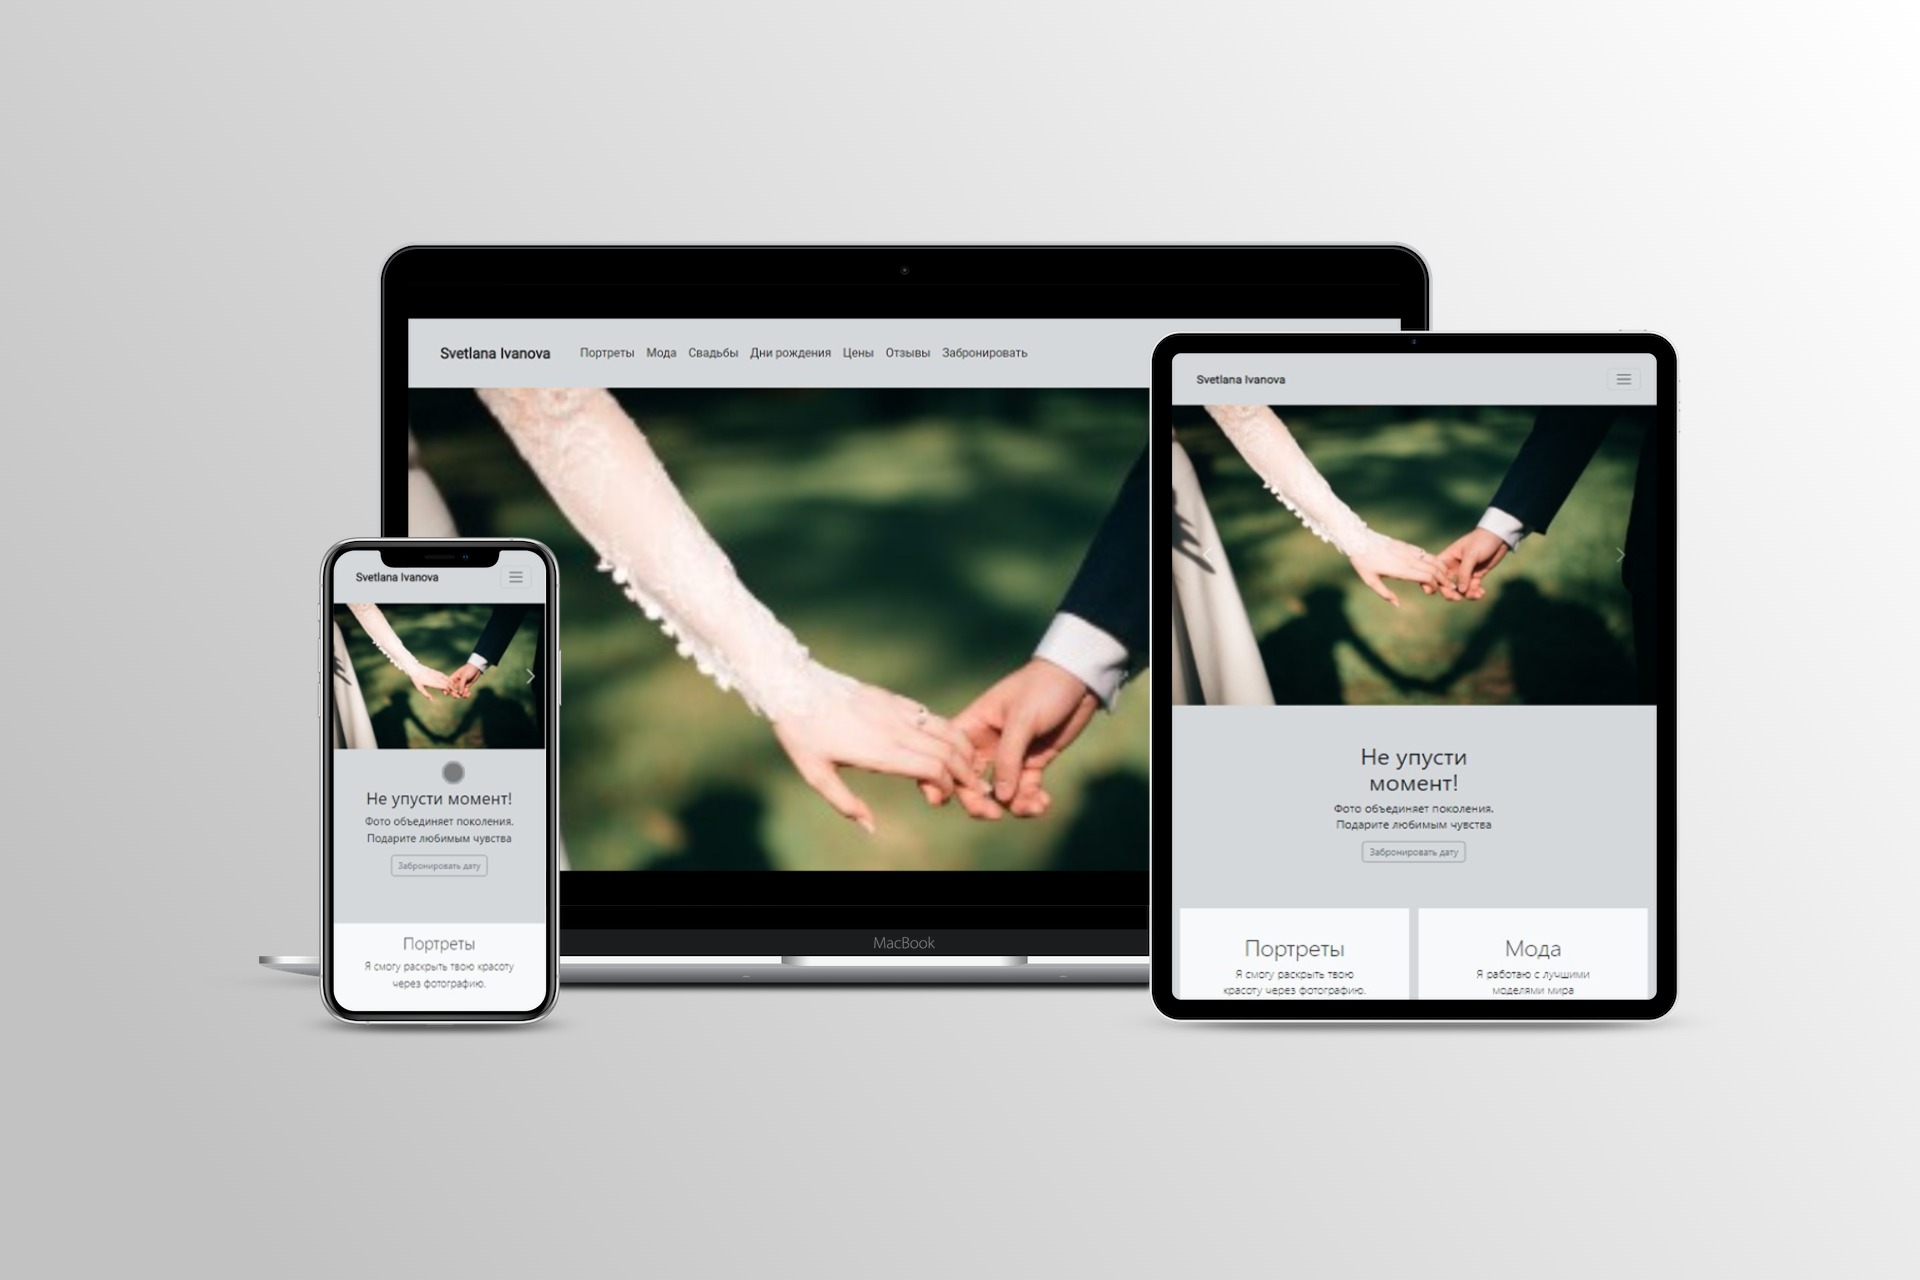 Svetlana Ivanova
Портреты Мода Свадьбы Дни рождения Цены Отзывы Забронировать
MacBook
Svetlana Ivanova
Не упусти момент!
Фото объединяет поколения.
Подарите любимым чувства
Забронировать дату
Портреты
Я смогу раскрыть твою красоту
через фотографию.
Svetlana Ivanova
Не упусти
момент!
Фото объединяет поколения.
Подарите любимым чувства
Забронировать дату
Портреты
Я смогу раскрыть твою
красоту через фотографию.
Мода
Я работаю с лучшими
моделями мира